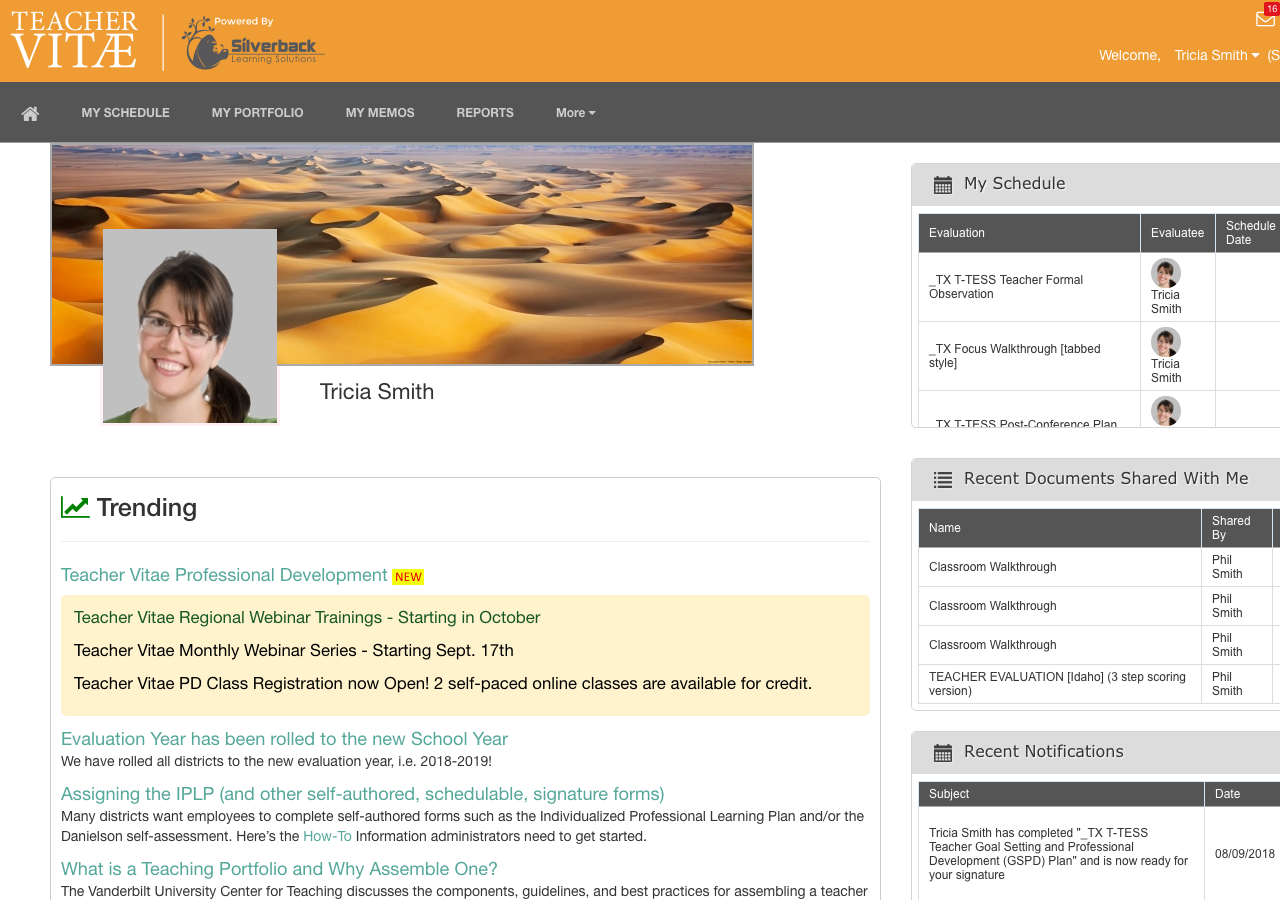 TEACHER
VITÆ
Powered By
Silverback
Learning Solutions
16
Welcome, Tricia Smith (S
MY SCHEDULE MY PORTFOLIO MY MEMOS REPORTS More
Tricia Smith
Trending
Teacher Vitae Professional Development NEW
Teacher Vitae Regional Webinar Trainings - Starting in October
Teacher Vitae Monthly Webinar Series - Starting Sept. 17th
Teacher Vitae PD Class Registration now Open! 2 self-paced online classes are available for credit.
Evaluation Year has been rolled to the new School Year
We have rolled all districts to the new evaluation year, i.e. 2018-2019!
Assigning the IPLP (and other self-authored, schedulable, signature forms)
Many districts want employees to complete self-authored forms such as the Individualized Professional Learning Plan and/or the
Danielson self-assessment. Here’s the How-To Information administrators need to get started.
What is a Teaching Portfolio and Why Assemble One?
The Vanderbilt University Center for Teaching discusses the components, guidelines, and best practices for assembling a teacher
My Schedule
Evaluation Evaluatee Schedule
Date
_TX T-TESS Teacher Formal
Observation
Tricia
Smith
_TX Focus Walkthrough [tabbed
style]
Tricia
Smith
_TX T-TESS Post-Conference Plan
Recent Documents Shared With Me
Name Shared
By
Classroom Walkthrough Phil
Smith
Classroom Walkthrough Phil
Smith
Classroom Walkthrough Phil
Smith
TEACHER EVALUATION [Idaho] (3 step scoring
version)
Phil
Smith
Recent Notifications
Subject Date
Tricia Smith has completed "_TX T-TESS
Teacher Goal Setting and Professional
Development (GSPD) Plan" and is now ready for
your signature
08/09/2018